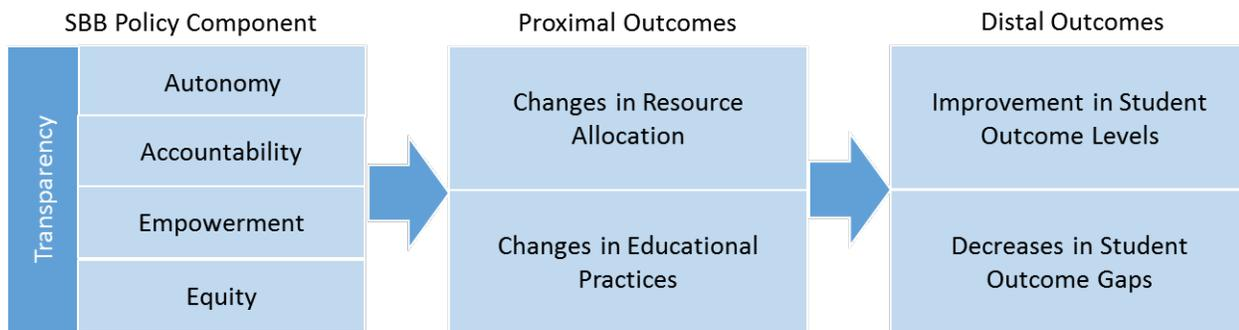 SBB Policy Component
Transparency
Autonomy
Accountability
Empowerment
Equity
Proximal Outcomes
Changes in Resource
Allocation
Changes in Educational
Practices
Distal Outcomes
Improvement in Student
Outcome Levels
Decreases in Student
Outcome Gaps